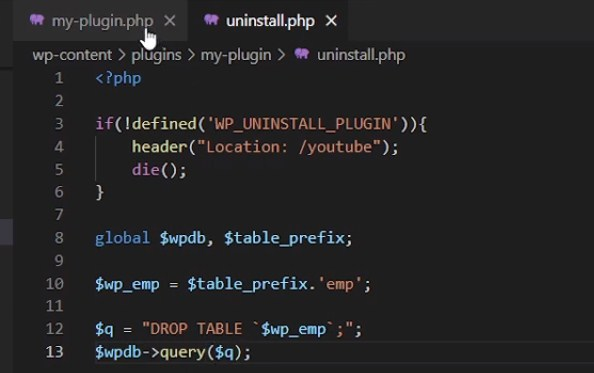 my-plugin.php × uninstall.php ×
wp-content > plugins > my-plugin > uninstall.php
1 <?php
2
3 if(!defined('WP_UNINSTALL_PLUGIN')){
4 header("Location: /youtube");
5 die();
6 }
7
8 global $wpdb, $table_prefix;
9
10 $wp_emp = $table_prefix.'emp';
11
12 $q = "DROP TABLE `$wp_emp`;";
13 $wpdb->query($q);